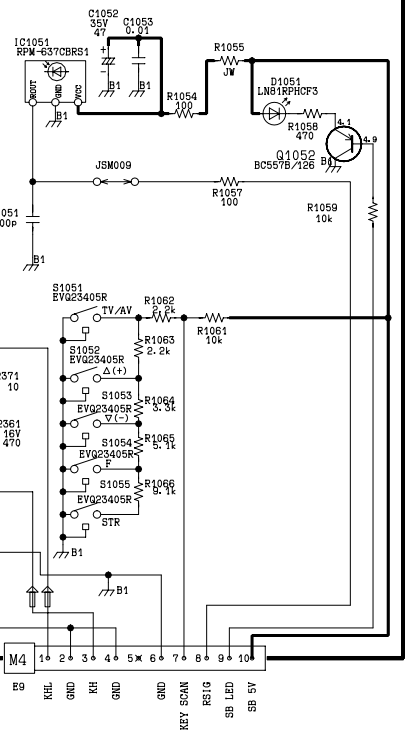 C1052
35V
47
C1053
0.01
IC1051
RPM-637CBRS1
ROUT
GND
VCC
B1
B1
R1055
JW
R1054
100
D1051
LN81RPHCF3
R1058
470
4.1
4.9
Q1052
BC557B/126
B1
JSM009
R1057
100
R1059
10k
051
00p
B1
S1051
EVQ23405R
TV/AV
R1062
2.2k
R1061
10k
R1063
2.2k
S1052
EVQ23405R
△(+)
S1053
EVQ23405R
▽(-)
R1064
3.3k
S1054
EVQ23405R
F
R1065
5.1k
S1055
EVQ23405R
STR
R1066
9.1k
2371
10
2361
16V
470
B1
B1
M4
1 2 3 4 5 6 7 8 9 10
E9
KHL
GND
KH
GND
GND
KEY SCAN
RSIG
SB LED
SB 5V